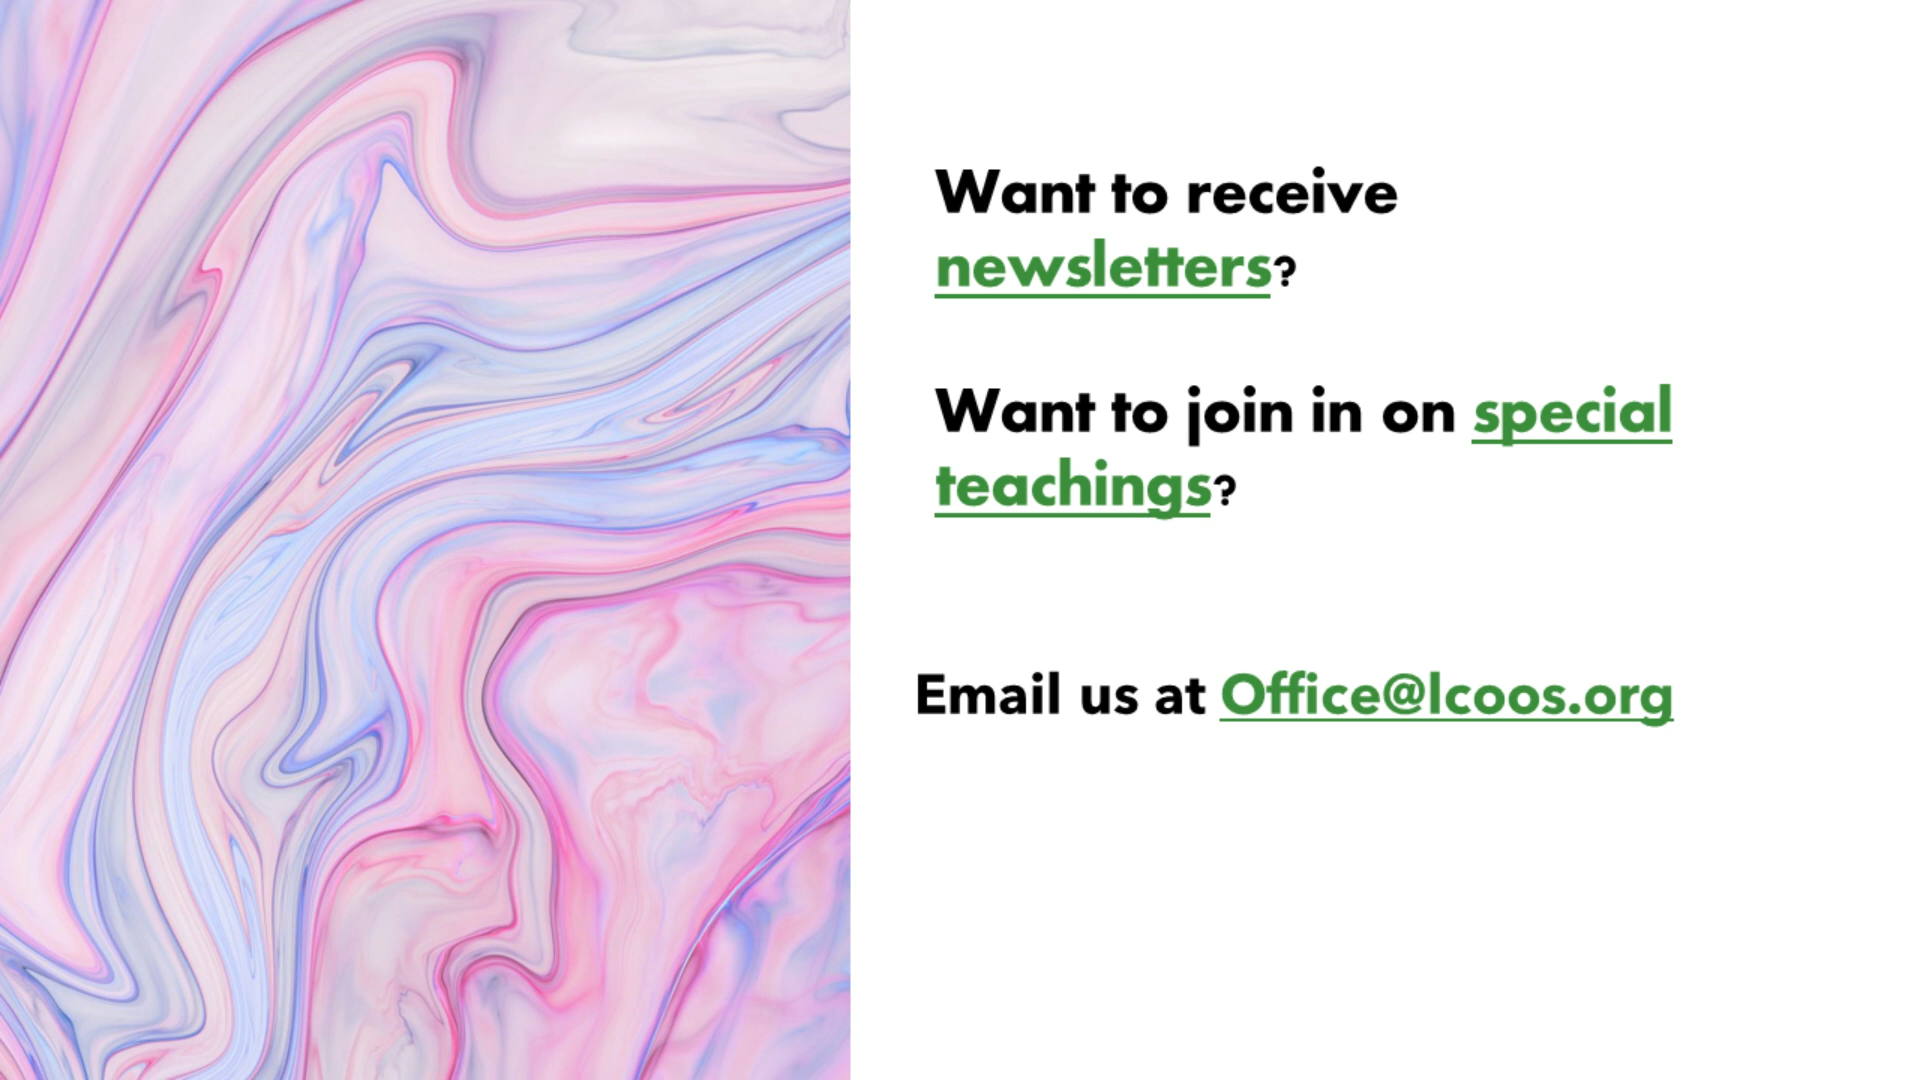 Want to receive
newsletters?
Want to join in on special
teachings?
Email us at Office@lcoos.org